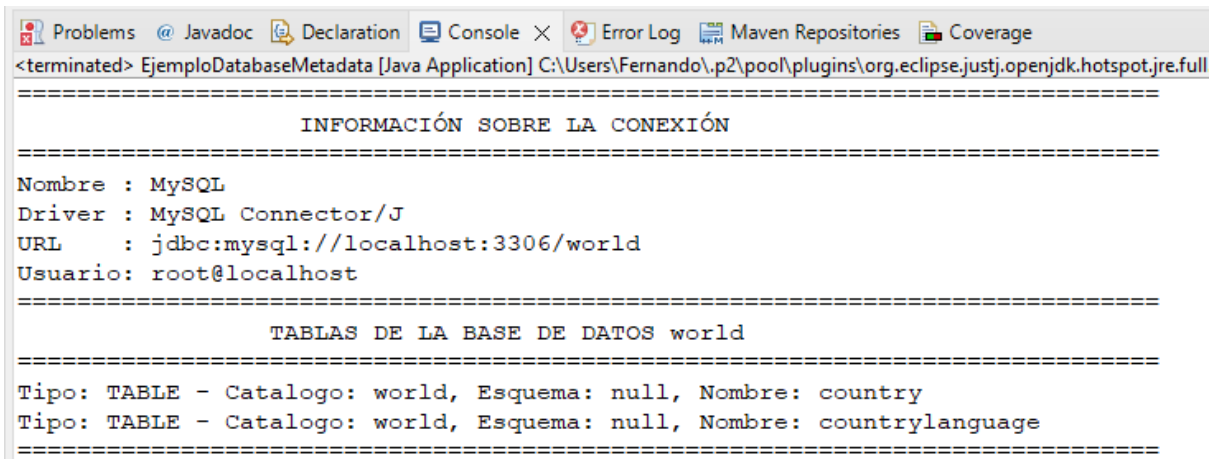 Problems @ Javadoc Declaration Console Error Log Maven Repositories Coverage
<terminated> EjemploDatabaseMetadata [Java Application] C:\Users\Fernando\.p2\pool\plugins\org.eclipse.justj.openjdk.hotspot.jre.full
============================================================================
INFORMACIÓN SOBRE LA CONEXIÓN
============================================================================
Nombre : MySQL
Driver : MySQL Connector/J
URL    : jdbc:mysql://localhost:3306/world
Usuario: root@localhost
============================================================================
TABLAS DE LA BASE DE DATOS world
============================================================================
Tipo: TABLE - Catalogo: world, Esquema: null, Nombre: country
Tipo: TABLE - Catalogo: world, Esquema: null, Nombre: countrylanguage
============================================================================